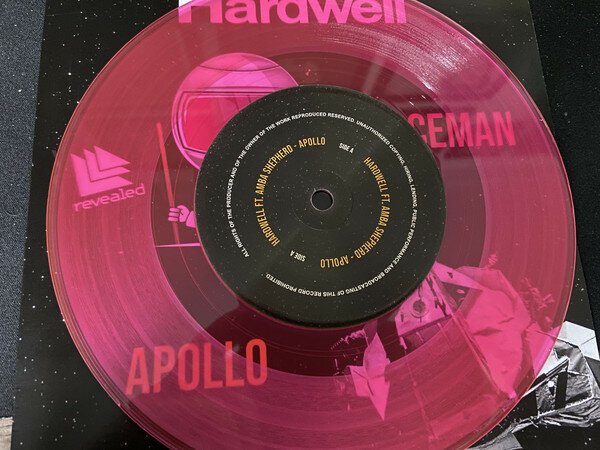 Hardwell
CEMAN
revealed
APOLLO
ALL RIGHTS OF THE PRODUCER AND OF THE OWNER OF THE WORK REPRODUCED RESERVED. UNAUTHORIZED COPYING, HIRING, LENDING, PUBLIC PERFORMANCE AND BROADCASTING OF THIS RECORD PROHIBITED.
HARDWELL FT. AMBA SHEPHERD - APOLLO
SIDE A
HARDWELL FT. AMBA SHEPHERD - APOLLO
SIDE A